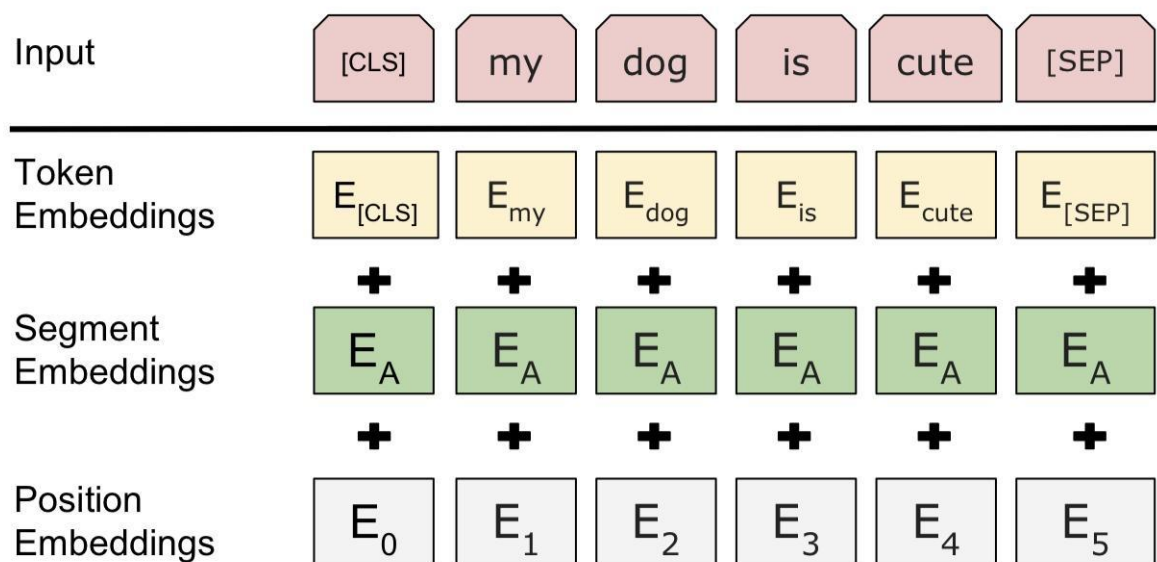 Input [CLS] my dog is cute [SEP]
Token
Embeddings
E[CLS] Emy Edog Eis Ecute E[SEP]
+ + + + + +
Segment
Embeddings
EA EA EA EA EA EA
+ + + + + +
Position
Embeddings
E0 E1 E2 E3 E4 E5